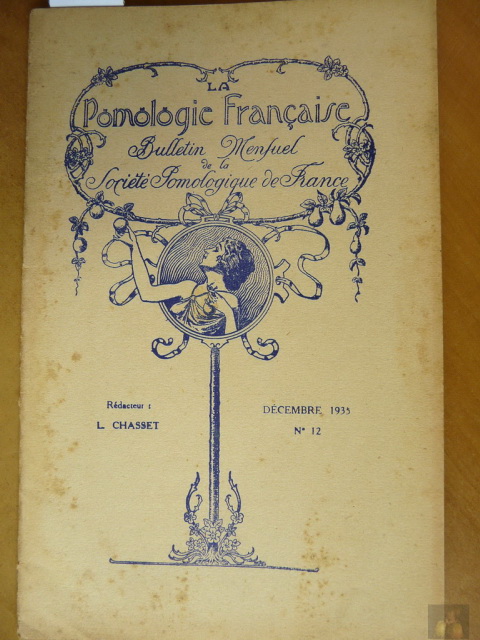 LA
Pomologie Française
Bulletin Mensuel
de la
Société Pomologique de France
Rédacteur :
L. CHASSET
DÉCEMBRE 1935
N° 12